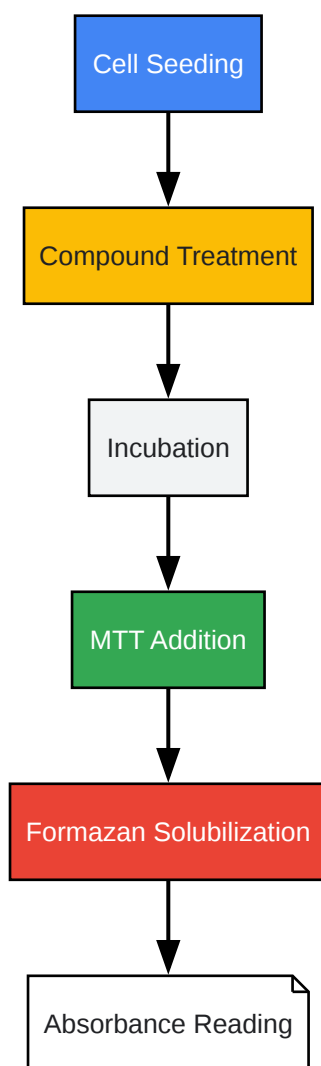 Cell Seeding
Compound Treatment
Incubation
MTT Addition
Formazan Solubilization
Absorbance Reading